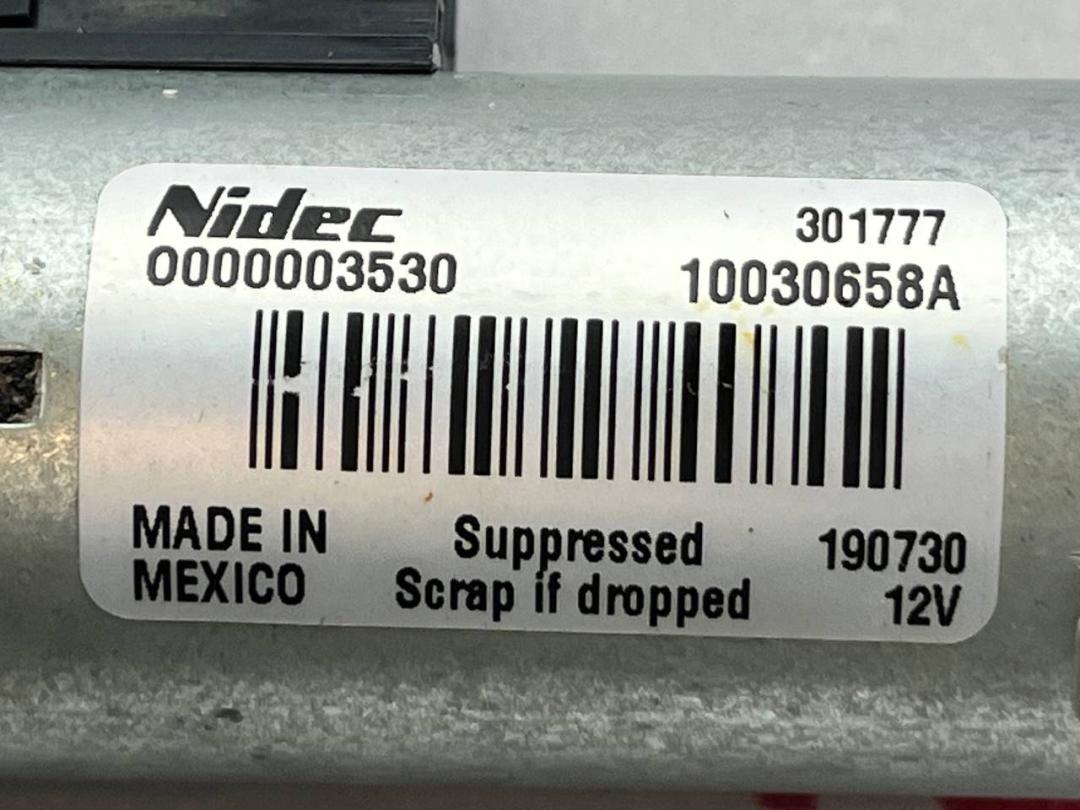 Nidec 301777
0000003530 10030658A
MADE IN Suppressed 190730
MEXICO Scrap if dropped 12V